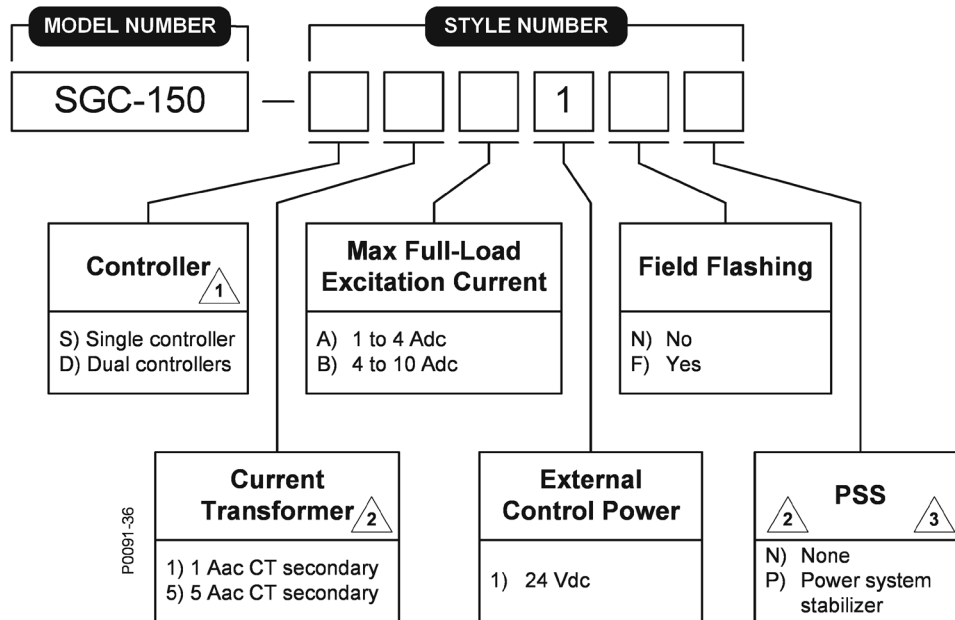 MODEL NUMBER
STYLE NUMBER
SGC-150 — 1
Controller
1
S) Single controller
D) Dual controllers
Max Full-Load
Excitation Current
A) 1 to 4 Adc
B) 4 to 10 Adc
Field Flashing
N) No
F) Yes
Current
Transformer
2
1) 1 Aac CT secondary
5) 5 Aac CT secondary
External
Control Power
1) 24 Vdc
PSS
2
3
N) None
P) Power system
stabilizer
P0091-36